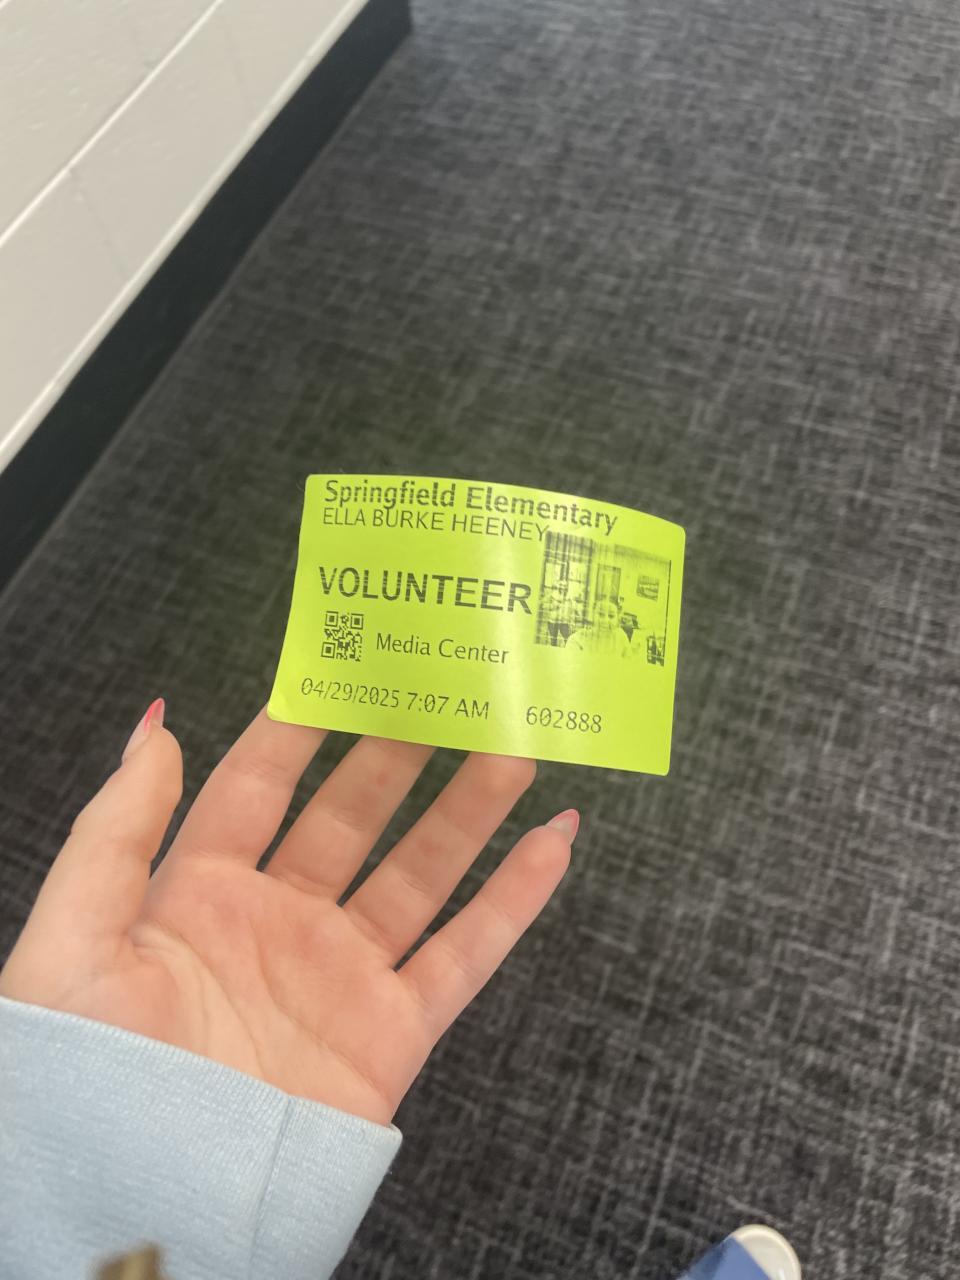 Springfield Elementary
ELLA BURKE HEENEY
VOLUNTEER
Media Center
04/29/2025 7:07 AM 602888